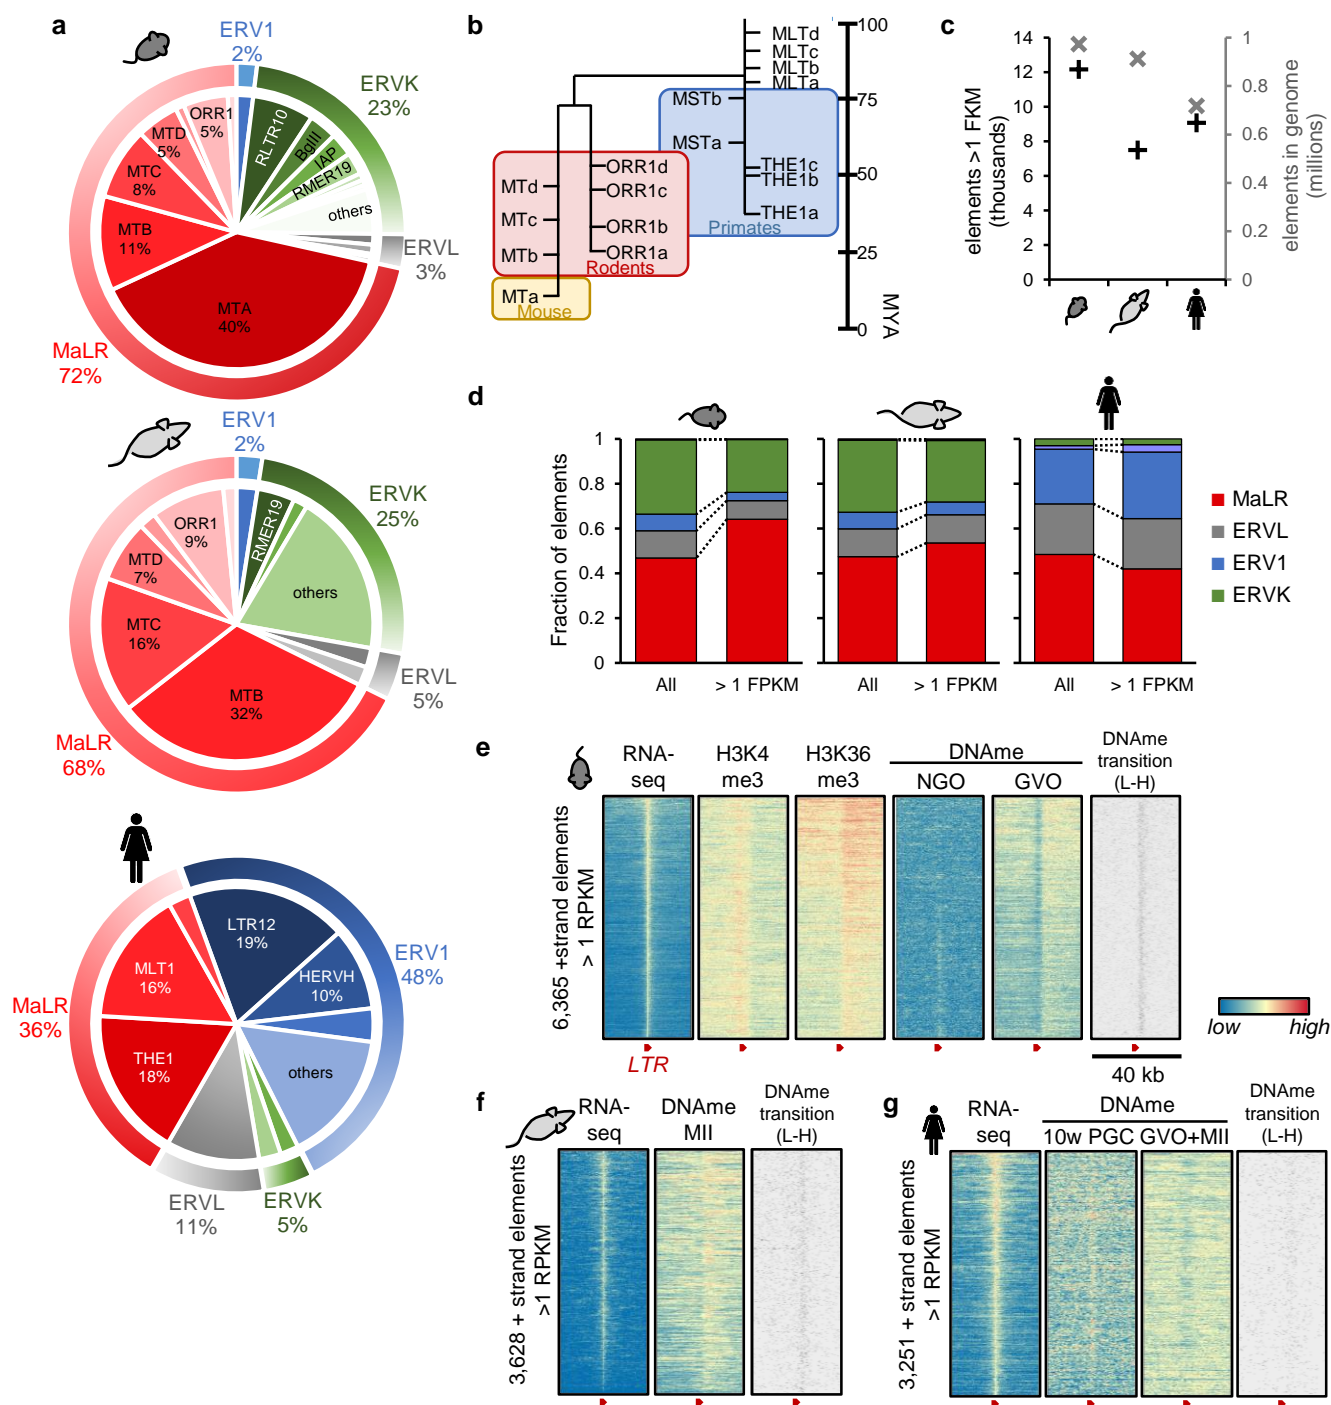 a
ERV1
2%
ERVK
23%
ORR1
5%
MTD
5%
MTC
8%
MTB
11%
MTA
40%
RLTR10
BglII
IAP
RMER19
others
ERVL
3%
MaLR
72%
ERV1
2%
ERVK
25%
RMER19
ORR1
9%
MTD
7%
MTC
16%
MTB
32%
others
ERVL
5%
MaLR
68%
LTR12
19%
HERVH
10%
ERV1
48%
MLT1
16%
MaLR
36%
THE1
18%
others
ERVL
11%
ERVK
5%
b
MLTd
MLTc
MLTb
MLTa
MSTb
MSTa
THE1c
THE1b
THE1a
Primates
ORR1d
MTd
ORR1c
MTc
ORR1b
MTb
ORR1a
Rodents
MTa
Mouse
100
75
50
25
0
MYA
c
elements >1 FKM
(thousands)
14
12
10
8
6
4
2
0
1
0.8
0.6
0.4
0.2
0
elements in genome
(millions)
d
Fraction of elements
1
0.8
0.6
0.4
0.2
0
All
> 1 FPKM
All
> 1 FPKM
All
> 1 FPKM
MaLR
ERVL
ERV1
ERVK
e
RNA-
seq
H3K4
me3
H3K36
me3
DNAme
NGO
GVO
DNAme
transition
(L-H)
6,365 +strand elements
> 1 RPKM
LTR
40 kb
low
high
f
RNA-
seq
DNAme
MII
DNAme
transition
(L-H)
3,628 + strand elements
>1 RPKM
g
RNA-
seq
DNAme
10w PGC
GVO+MII
DNAme
transition
(L-H)
3,251 + strand elements
>1 RPKM